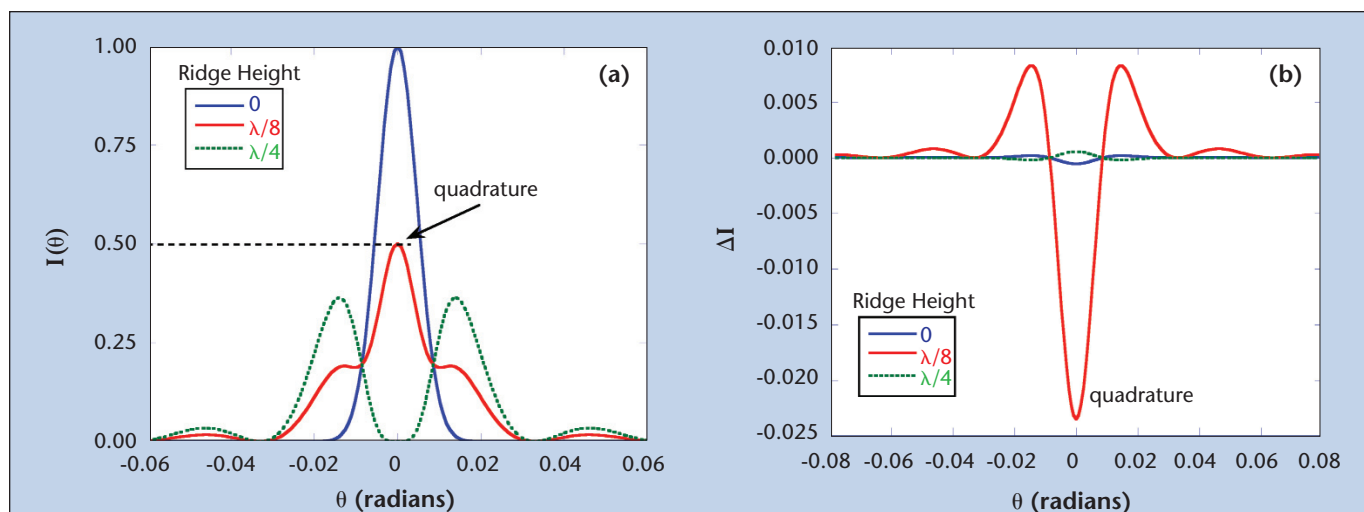 (a)
Ridge Height
0
λ/8
λ/4
quadrature
I(θ)
1.00
0.75
0.50
0.25
0.00
-0.06
-0.04
-0.02
0
0.02
0.04
0.06
θ (radians)
(b)
ΔI
0.010
0.005
0.000
-0.005
-0.010
-0.015
-0.020
-0.025
Ridge Height
0
λ/8
λ/4
quadrature
-0.08
-0.06
-0.04
-0.02
0
0.02
0.04
0.06
0.08
θ (radians)